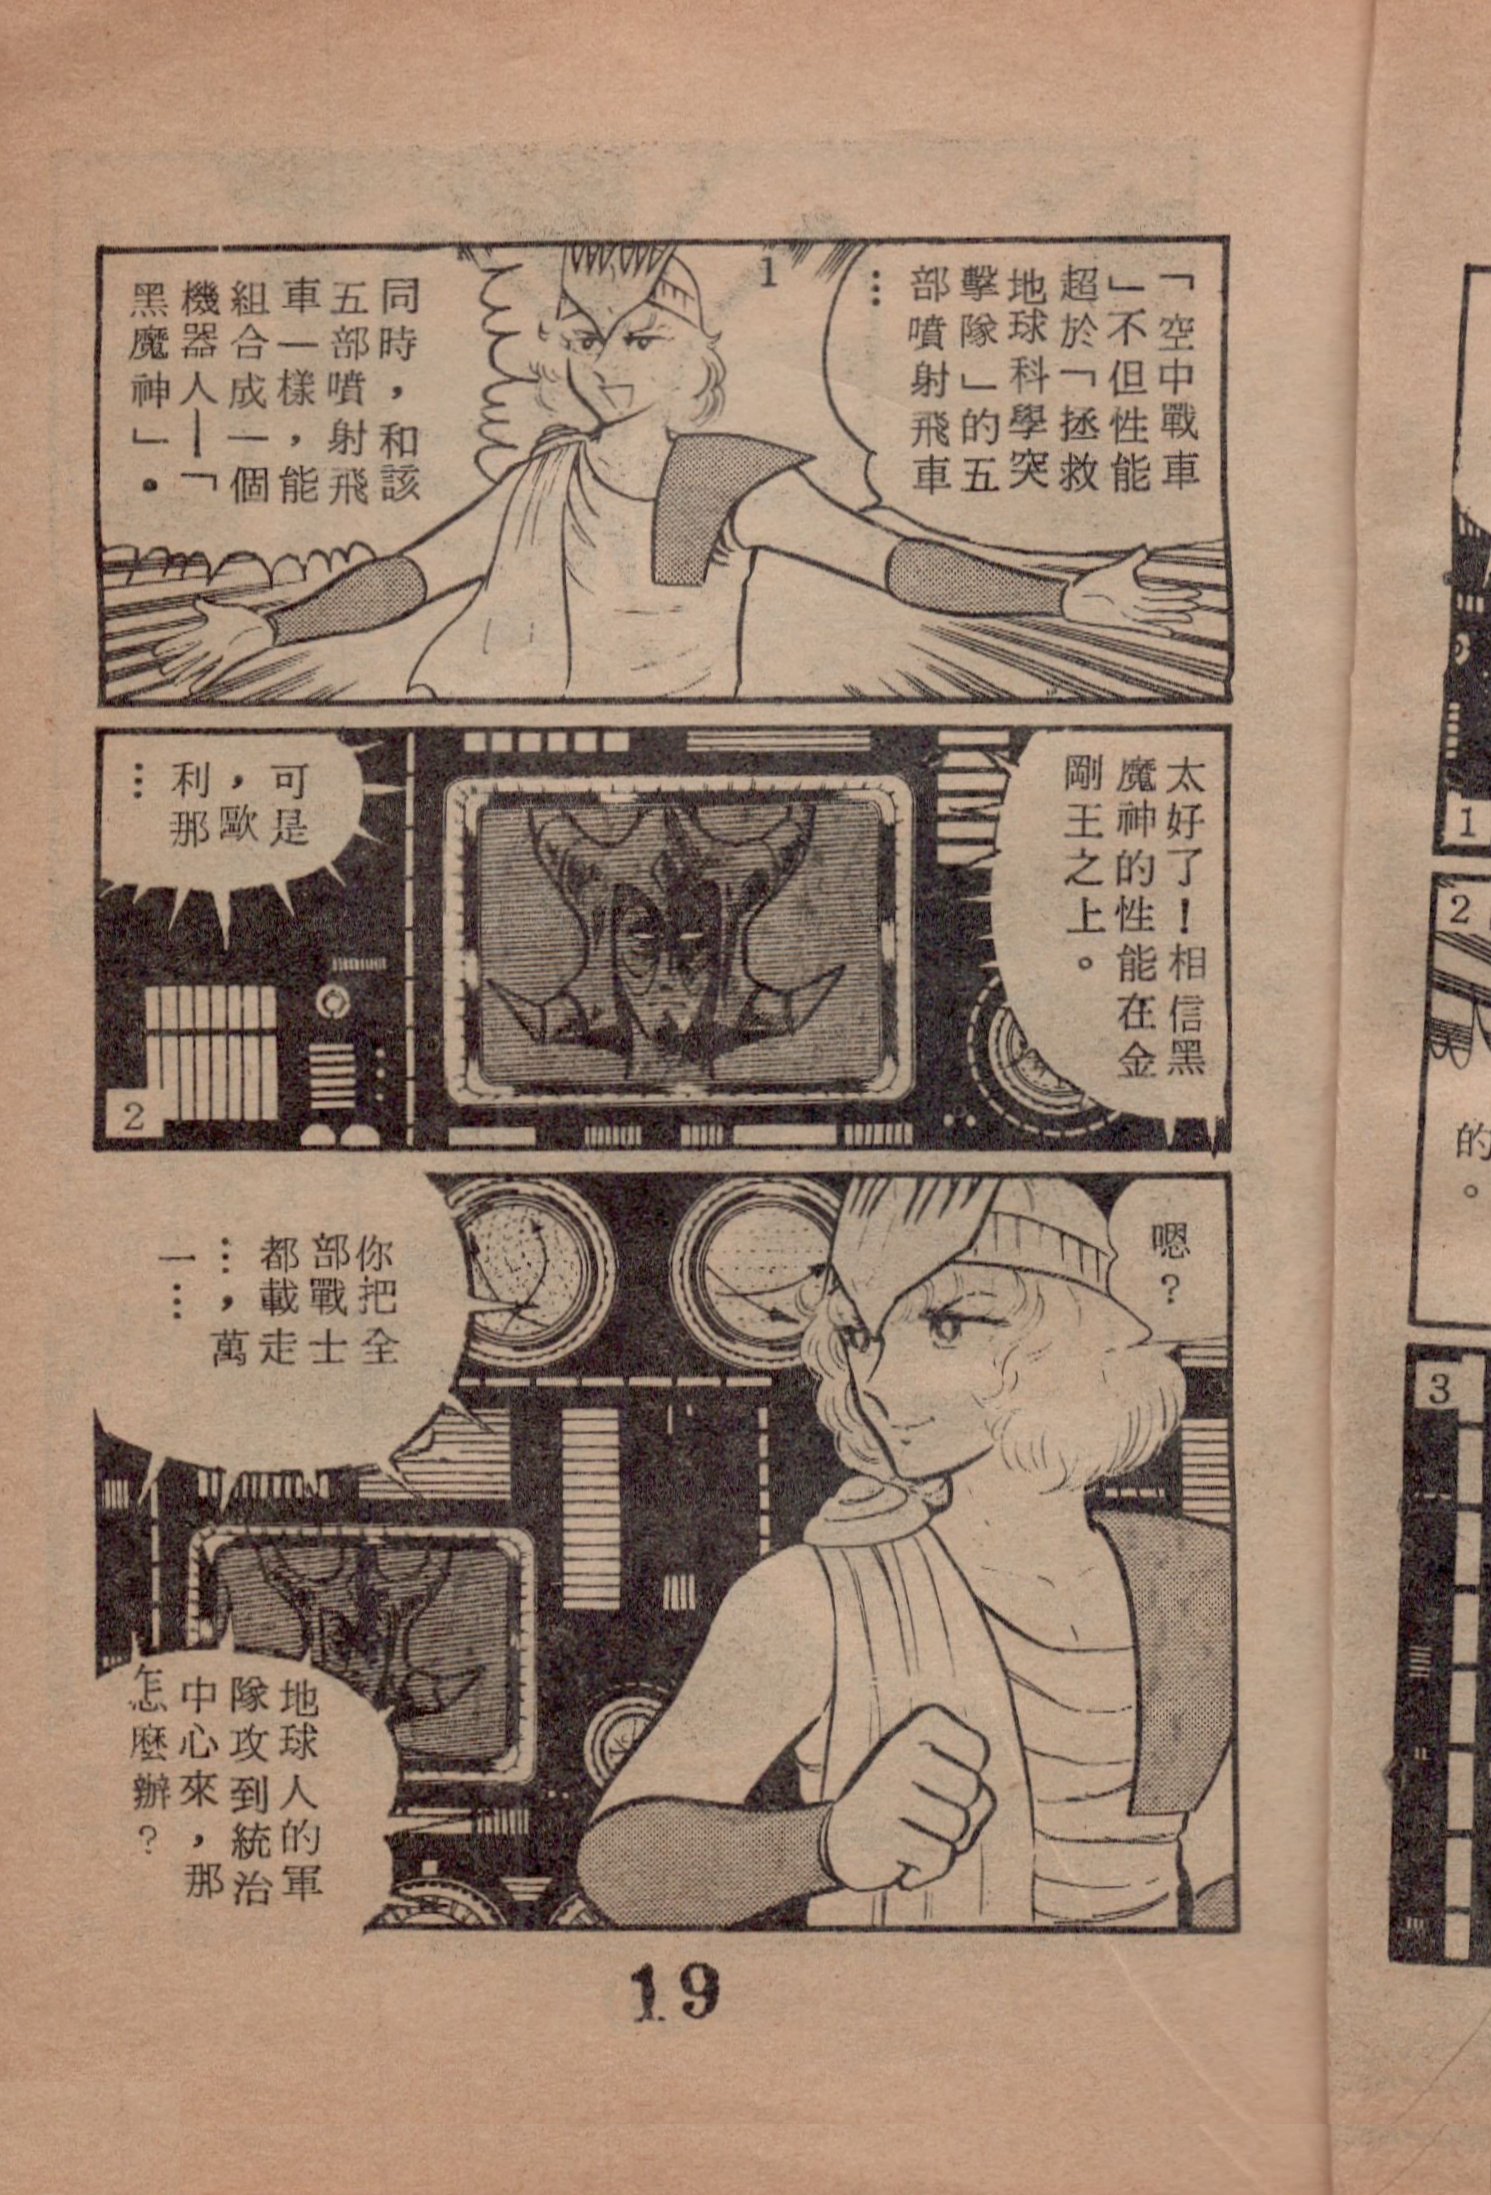 1
「空中戰車
」不但性能
超於「拯救
地球科學突
擊隊」的五
部噴射飛車
…
同時，和該
五部噴射飛
車一樣，能
組合成一個
機器人—「
黑魔神」。
太好了！相信黑
魔神的性能在金
剛王之上。
可是
，歐
利那
…
2
嗯？
你把全
部戰士
都載走
…，萬
一…
地球人的軍
隊攻到統治
中心來，那
怎麼辦？
19
1
2
的。
3